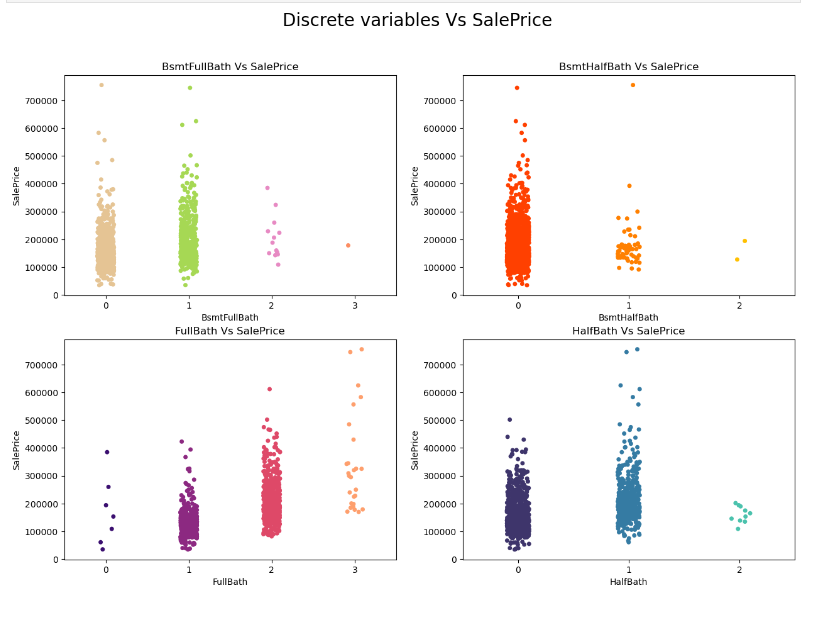 Discrete variables Vs SalePrice
BsmtFullBath Vs SalePrice
700000
600000
500000
400000
300000
200000
100000
0
SalePrice
0 1 2 3
BsmtFullBath
BsmtHalfBath Vs SalePrice
700000
600000
500000
400000
300000
200000
100000
0
SalePrice
0 1 2
BsmtHalfBath
FullBath Vs SalePrice
700000
600000
500000
400000
300000
200000
100000
0
SalePrice
0 1 2 3
FullBath
HalfBath Vs SalePrice
700000
600000
500000
400000
300000
200000
100000
0
SalePrice
0 1 2
HalfBath